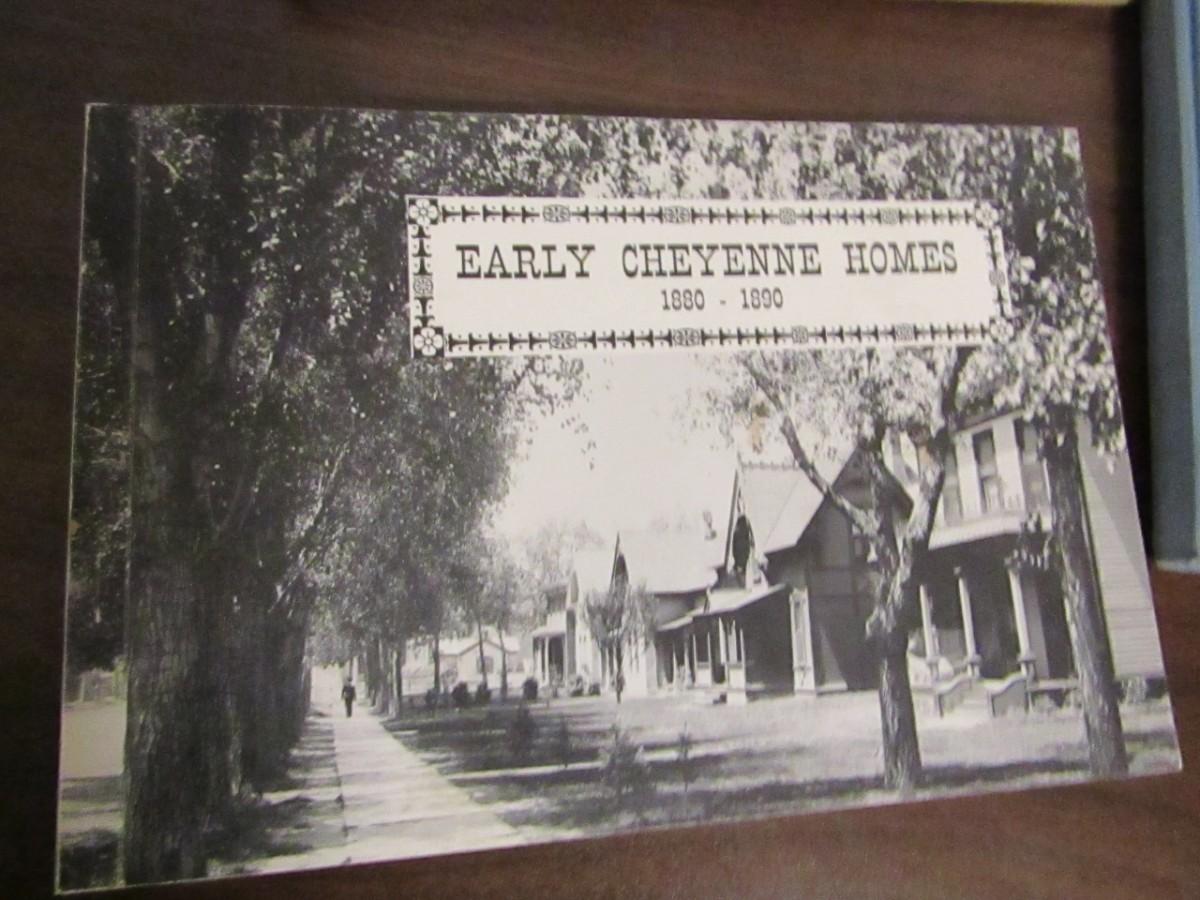 EARLY CHEYENNE HOMES
1880 - 1890